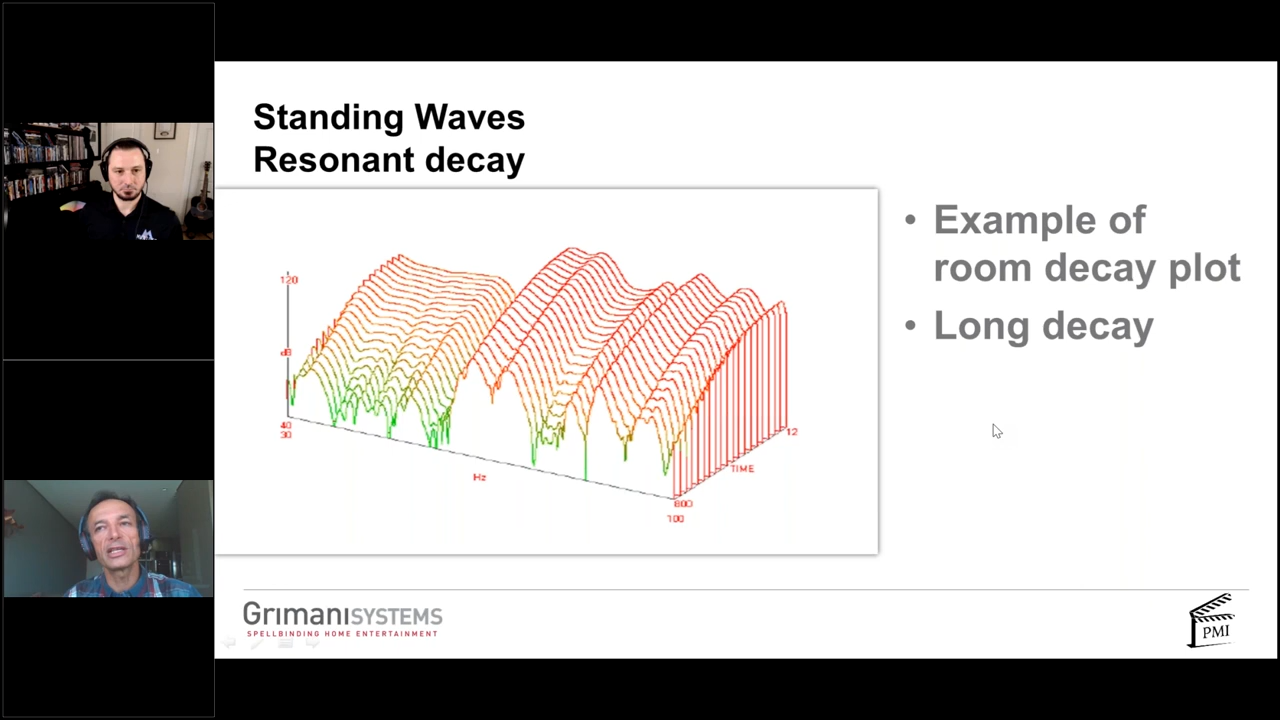 Standing Waves
Resonant decay
• Example of
room decay plot
• Long decay
120
dB
40
30
Hz
12
TIME
800
100
GrimaniSYSTEMS
SPELLBINDING HOME ENTERTAINMENT
PMI